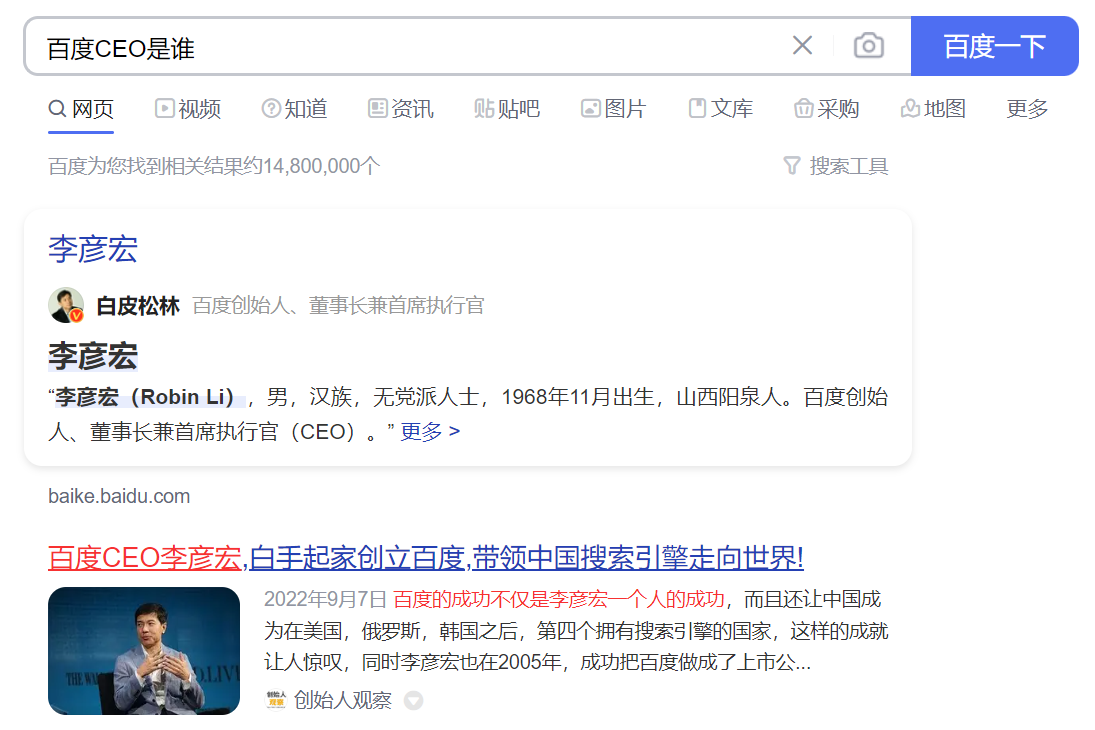 百度CEO是谁
百度一下
网页 视频 知道 资讯 贴吧 图片 文库 采购 地图 更多
百度为您找到相关结果约14,800,000个
搜索工具
李彦宏
白皮松林 百度创始人、董事长兼首席执行官
李彦宏
“李彦宏（Robin Li），男，汉族，无党派人士，1968年11月出生，山西阳泉人。百度创始
人、董事长兼首席执行官（CEO）。” 更多 >
baike.baidu.com
百度CEO李彦宏,白手起家创立百度,带领中国搜索引擎走向世界!
2022年9月7日 百度的成功不仅是李彦宏一个人的成功，而且还让中国成
为在美国，俄罗斯，韩国之后，第四个拥有搜索引擎的国家，这样的成就
让人惊叹，同时李彦宏也在2005年，成功把百度做成了上市公...
创始人观察